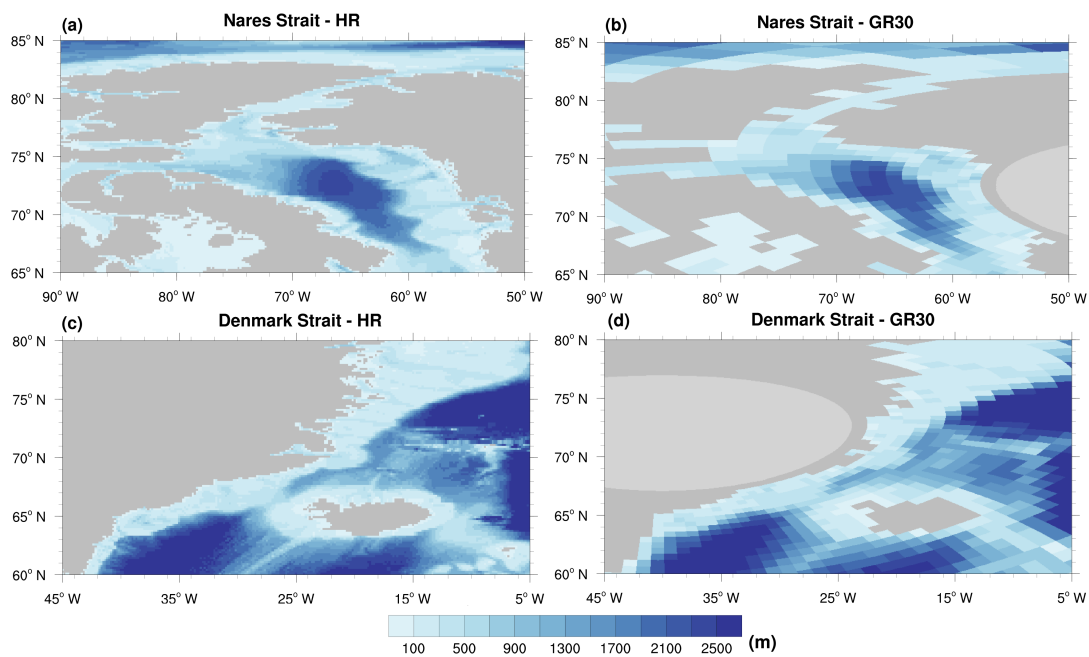 (a) Nares Strait - HR
85° N
80° N
75° N
70° N
65° N
90° W 80° W 70° W 60° W 50° W
(b) Nares Strait - GR30
85° N
80° N
75° N
70° N
65° N
90° W 80° W 70° W 60° W 50° W
(c) Denmark Strait - HR
80° N
75° N
70° N
65° N
60° N
45° W 35° W 25° W 15° W 5° W
(d) Denmark Strait - GR30
80° N
75° N
70° N
65° N
60° N
45° W 35° W 25° W 15° W 5° W
100 500 900 1300 1700 2100 2500 (m)